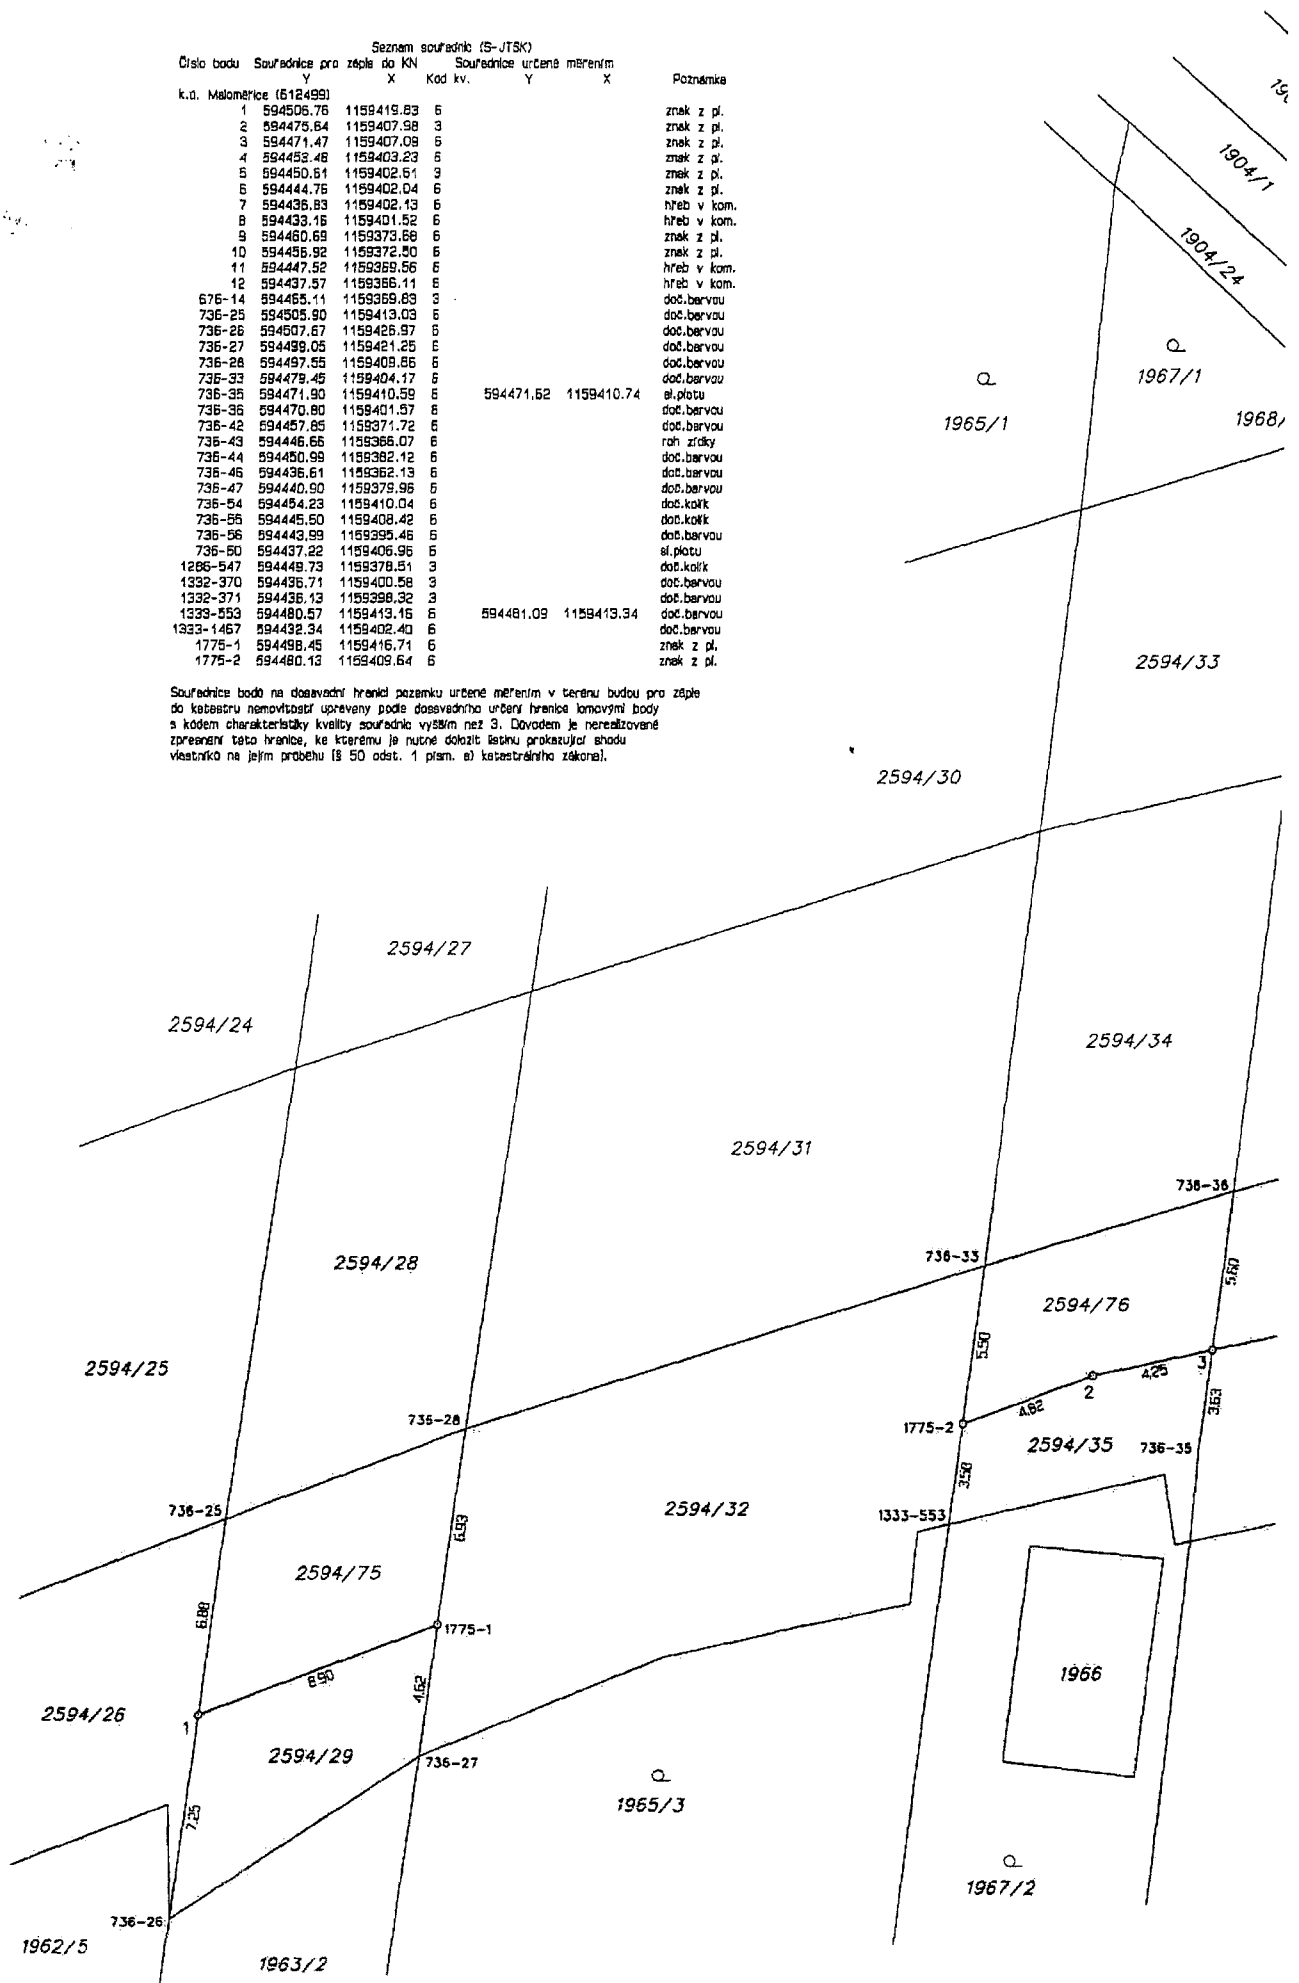 Seznam souřadnic (S-JTSK)
Číslo bodu Souřadnice pro zápis do KN Souřadnice určené měřením
Y X Kód kv. Y X Poznámka
k.ú. Maloměřice (612499)
1 594506.76 1159419.83 6 znak z pl.
2 594475.64 1159407.98 3 znak z pl.
3 594471.47 1159407.09 6 znak z pl.
4 594453.48 1159403.23 6 znak z pl.
5 594450.61 1159402.61 3 znak z pl.
6 594444.76 1159402.04 6 znak z pl.
7 594436.83 1159402.13 6 hřeb v kom.
8 594433.16 1159401.52 6 hřeb v kom.
9 594460.69 1159373.68 6 znak z pl.
10 594456.92 1159372.50 6 znak z pl.
11 594447.52 1159369.56 6 hřeb v kom.
12 594437.57 1159366.11 6 hřeb v kom.
676-14 594465.11 1159369.83 3 doč.barvou
736-25 594505.90 1159413.03 6 doč.barvou
736-26 594507.67 1159426.97 6 doč.barvou
736-27 594499.05 1159421.25 6 doč.barvou
736-28 594497.55 1159409.86 6 doč.barvou
736-33 594479.45 1159404.17 6 doč.barvou
736-35 594471.90 1159410.59 6 594471.62 1159410.74 sl.plotu
736-36 594470.80 1159401.57 6 doč.barvou
736-42 594457.85 1159371.72 6 doč.barvou
736-43 594446.66 1159366.07 6 roh zídky
736-44 594450.99 1159382.12 6 doč.barvou
736-46 594436.61 1159362.13 6 doč.barvou
736-47 594440.90 1159379.96 6 doč.barvou
736-54 594454.23 1159410.04 6 doč.kolík
736-55 594445.50 1159408.42 6 doč.kolík
736-56 594443.99 1159395.46 6 doč.barvou
736-60 594437.22 1159406.96 6 sl.plotu
1286-547 594449.73 1159378.51 3 doč.kolík
1332-370 594436.71 1159400.58 3 doč.barvou
1332-371 594436.13 1159398.32 3 doč.barvou
1333-553 594480.57 1159413.16 6 594481.09 1159413.34 doč.barvou
1333-1467 594432.34 1159402.40 6 doč.barvou
1775-1 594498.45 1159416.71 6 znak z pl.
1775-2 594480.13 1159409.64 6 znak z pl.
Souřadnice bodů na dosavadní hranici pozemku určené měřením v terénu budou pro zápis
do katastru nemovitostí upraveny podle dosavadního určení hranice lomovými body
s kódem charakteristiky kvality souřadnic vyšším než 3. Důvodem je nerealizované
zpřesnění této hranice, ke kterému je nutné doložit listinu prokazující shodu
vlastníků na jejím průběhu (§ 50 odst. 1 písm. a) katastrálního zákona).
1904/1
1904/24
1967/1
1965/1
1968/
2594/33
2594/30
2594/27
2594/24
2594/34
2594/31
736-36
736-33
2594/28
5.60
2594/76
5.50
2594/25
3
4.25
2
4.82
3.63
736-28
1775-2
2594/35
736-35
3.50
736-25
2594/32
1333-553
6.93
2594/75
6.88
1775-1
8.90
1966
4.62
2594/26
1
2594/29
736-27
1965/3
7.25
1967/2
736-26
1962/5
1963/2